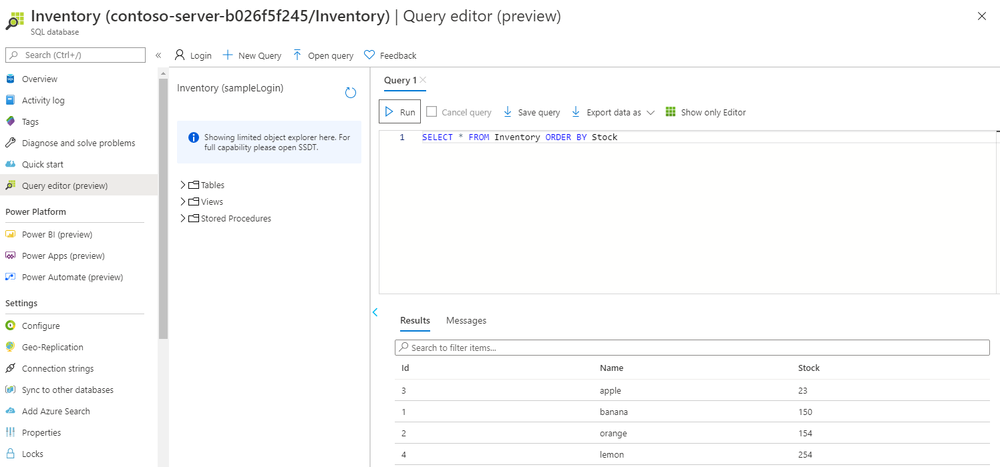 Inventory (contoso-server-b026f5f245/Inventory) | Query editor (preview)
SQL database
Search (Ctrl+/)
«
Login
New Query
Open query
Feedback
Overview
Activity log
Tags
Diagnose and solve problems
Quick start
Query editor (preview)
Power Platform
Power BI (preview)
Power Apps (preview)
Power Automate (preview)
Settings
Configure
Geo-Replication
Connection strings
Sync to other databases
Add Azure Search
Properties
Locks
Inventory (sampleLogin)
Showing limited object explorer here. For
full capability please open SSDT.
Tables
Views
Stored Procedures
Query 1
Run
Cancel query
Save query
Export data as
Show only Editor
1 SELECT * FROM Inventory ORDER BY Stock
Results Messages
Search to filter items...
Id Name Stock
3 apple 23
1 banana 150
2 orange 154
4 lemon 254